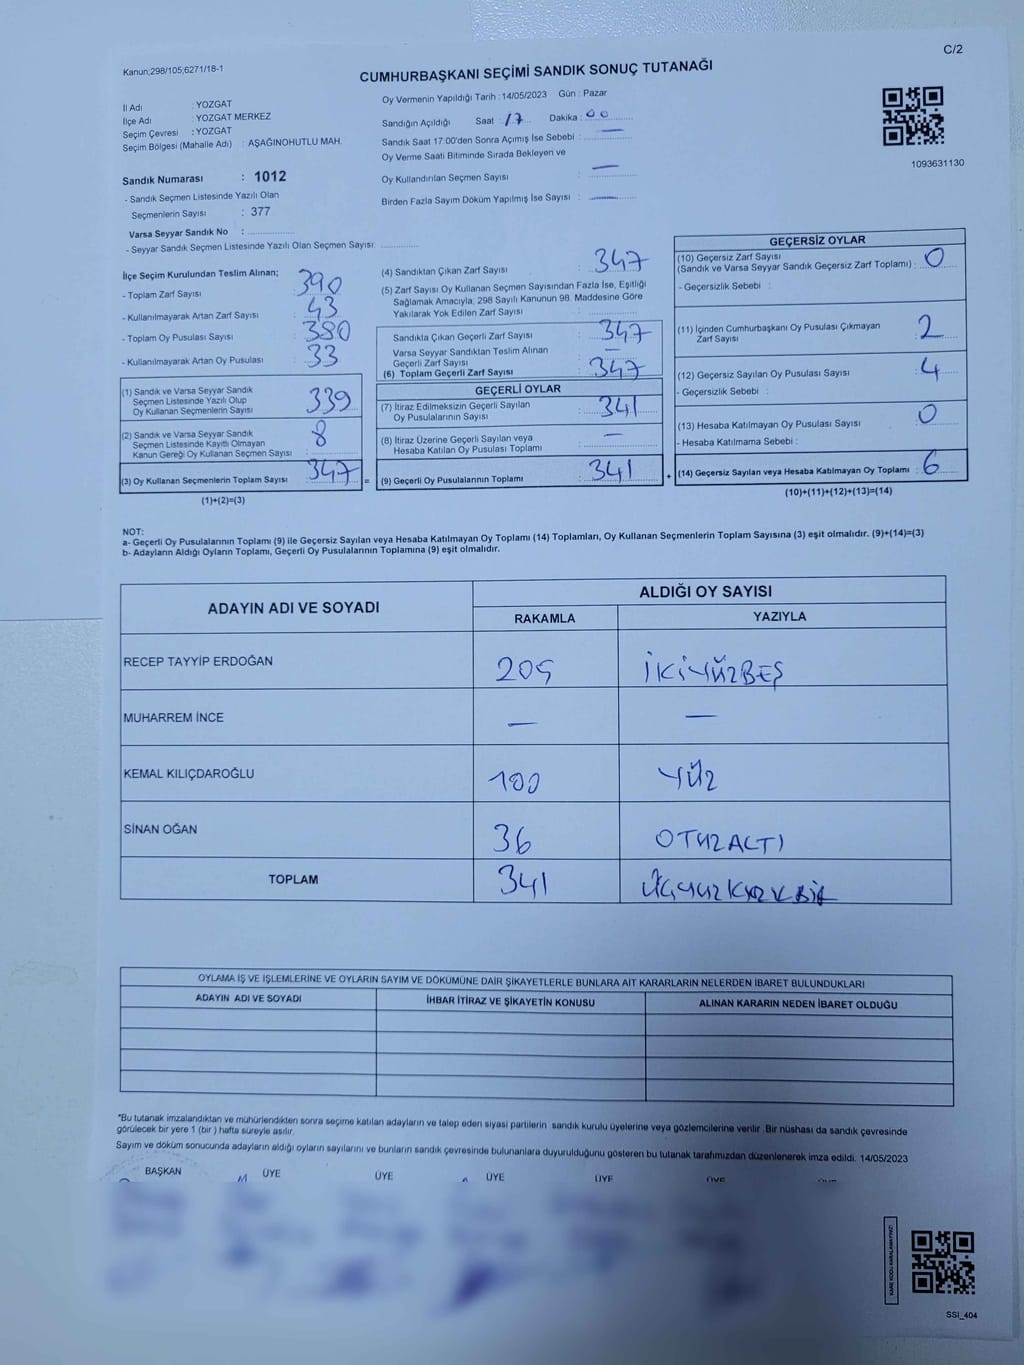 C/2
Kanun;298/105;6271/18-1
CUMHURBAŞKANI SEÇİMİ SANDIK SONUÇ TUTANAĞI
İl Adı : YOZGAT
İlçe Adı : YOZGAT MERKEZ
Seçim Çevresi : YOZGAT
Seçim Bölgesi (Mahalle Adı) : AŞAĞINOHUTLU MAH.
Oy Vermenin Yapıldığı Tarih : 14/05/2023 Gün : Pazar
Sandığın Açıldığı Saat : 17 Dakika : 00
Sandık Saat 17:00'den Sonra Açımış İse Sebebi : —
Oy Verme Saati Bitiminde Sırada Bekleyen ve
Oy Kullandırılan Seçmen Sayısı : —
Birden Fazla Sayım Döküm Yapılmış İse Sayısı : —
1093631130
Sandık Numarası : 1012
- Sandık Seçmen Listesinde Yazılı Olan
Seçmenlerin Sayısı : 377
Varsa Seyyar Sandık No :
- Seyyar Sandık Seçmen Listesinde Yazılı Olan Seçmen Sayısı:
İlçe Seçim Kurulundan Teslim Alınan;
- Toplam Zarf Sayısı : 390
- Kullanılmayarak Artan Zarf Sayısı : 43
- Toplam Oy Pusulası Sayısı : 380
- Kullanılmayarak Artan Oy Pusulası : 33
(1) Sandık ve Varsa Seyyar Sandık
Seçmen Listesinde Yazılı Olup
Oy Kullanan Seçmenlerin Sayısı : 339
(2) Sandık ve Varsa Seyyar Sandık
Seçmen Listesinde Kayıtlı Olmayan
Kanun Gereği Oy Kullanan Seçmen Sayısı : 8
(3) Oy Kullanan Seçmenlerin Toplam Sayısı : 347 =
(1)+(2)=(3)
(4) Sandıktan Çıkan Zarf Sayısı : 347
(5) Zarf Sayısı Oy Kullanan Seçmen Sayısından Fazla İse, Eşitliği
Sağlamak Amacıyla, 298 Sayılı Kanunun 98. Maddesine Göre
Yakılarak Yok Edilen Zarf Sayısı :
Sandıkta Çıkan Geçerli Zarf Sayısı : 347
Varsa Seyyar Sandıktan Teslim Alınan
Geçerli Zarf Sayısı : —
(6) Toplam Geçerli Zarf Sayısı : 347
GEÇERLİ OYLAR
(7) İtiraz Edilmeksizin Geçerli Sayılan
Oy Pusulalarının Sayısı : 341
(8) İtiraz Üzerine Geçerli Sayılan veya
Hesaba Katılan Oy Pusulası Toplamı : —
(9) Geçerli Oy Pusulalarının Toplamı : 341 +
GEÇERSİZ OYLAR
(10) Geçersiz Zarf Sayısı
(Sandık ve Varsa Seyyar Sandık Geçersiz Zarf Toplamı) : 0
- Geçersizlik Sebebi :
(11) İçinden Cumhurbaşkanı Oy Pusulası Çıkmayan
Zarf Sayısı : 2
(12) Geçersiz Sayılan Oy Pusulası Sayısı : 4
- Geçersizlik Sebebi :
(13) Hesaba Katılmayan Oy Pusulası Sayısı : 0
- Hesaba Katılmama Sebebi :
(14) Geçersiz Sayılan veya Hesaba Katılmayan Oy Toplamı : 6
(10)+(11)+(12)+(13)=(14)
NOT:
a- Geçerli Oy Pusulalarının Toplamı (9) ile Geçersiz Sayılan veya Hesaba Katılmayan Oy Toplamı (14) Toplamları, Oy Kullanan Seçmenlerin Toplam Sayısına (3) eşit olmalıdır. (9)+(14)=(3)
b- Adayların Aldığı Oyların Toplamı, Geçerli Oy Pusulalarının Toplamına (9) eşit olmalıdır.
ADAYIN ADI VE SOYADI
ALDIĞI OY SAYISI
RAKAMLA YAZIYLA
RECEP TAYYİP ERDOĞAN 205 İKİYÜZBEŞ
MUHARREM İNCE — —
KEMAL KILIÇDAROĞLU 100 YÜZ
SİNAN OĞAN 36 OTUZALTI
TOPLAM 341 ÜÇYÜZKIRKBİR
OYLAMA İŞ VE İŞLEMLERİNE VE OYLARIN SAYIM VE DÖKÜMÜNE DAİR ŞİKAYETLERLE BUNLARA AİT KARARLARIN NELERDEN İBARET BULUNDUKLARI
ADAYIN ADI VE SOYADI İHBAR İTİRAZ VE ŞİKAYETİN KONUSU ALINAN KARARIN NEDEN İBARET OLDUĞU
*Bu tutanak imzalandıktan ve mühürlendikten sonra seçime katılan adayların ve talep eden siyasi partilerin sandık kurulu üyelerine veya gözlemcilerine verilir. Bir nüshası da sandık çevresinde
görülecek bir yere 1 (bir) hafta süreyle asılır.
Sayım ve döküm sonucunda adayların aldığı oyların sayılarını ve bunların sandık çevresinde bulunanlara duyurulduğunu gösteren bu tutanak tarafımızdan düzenlenerek imza edildi. 14/05/2023
BAŞKAN ÜYE ÜYE ÜYE ÜYE ÜYE
KARE KODU KARALAMAYINIZ!
SSİ_404